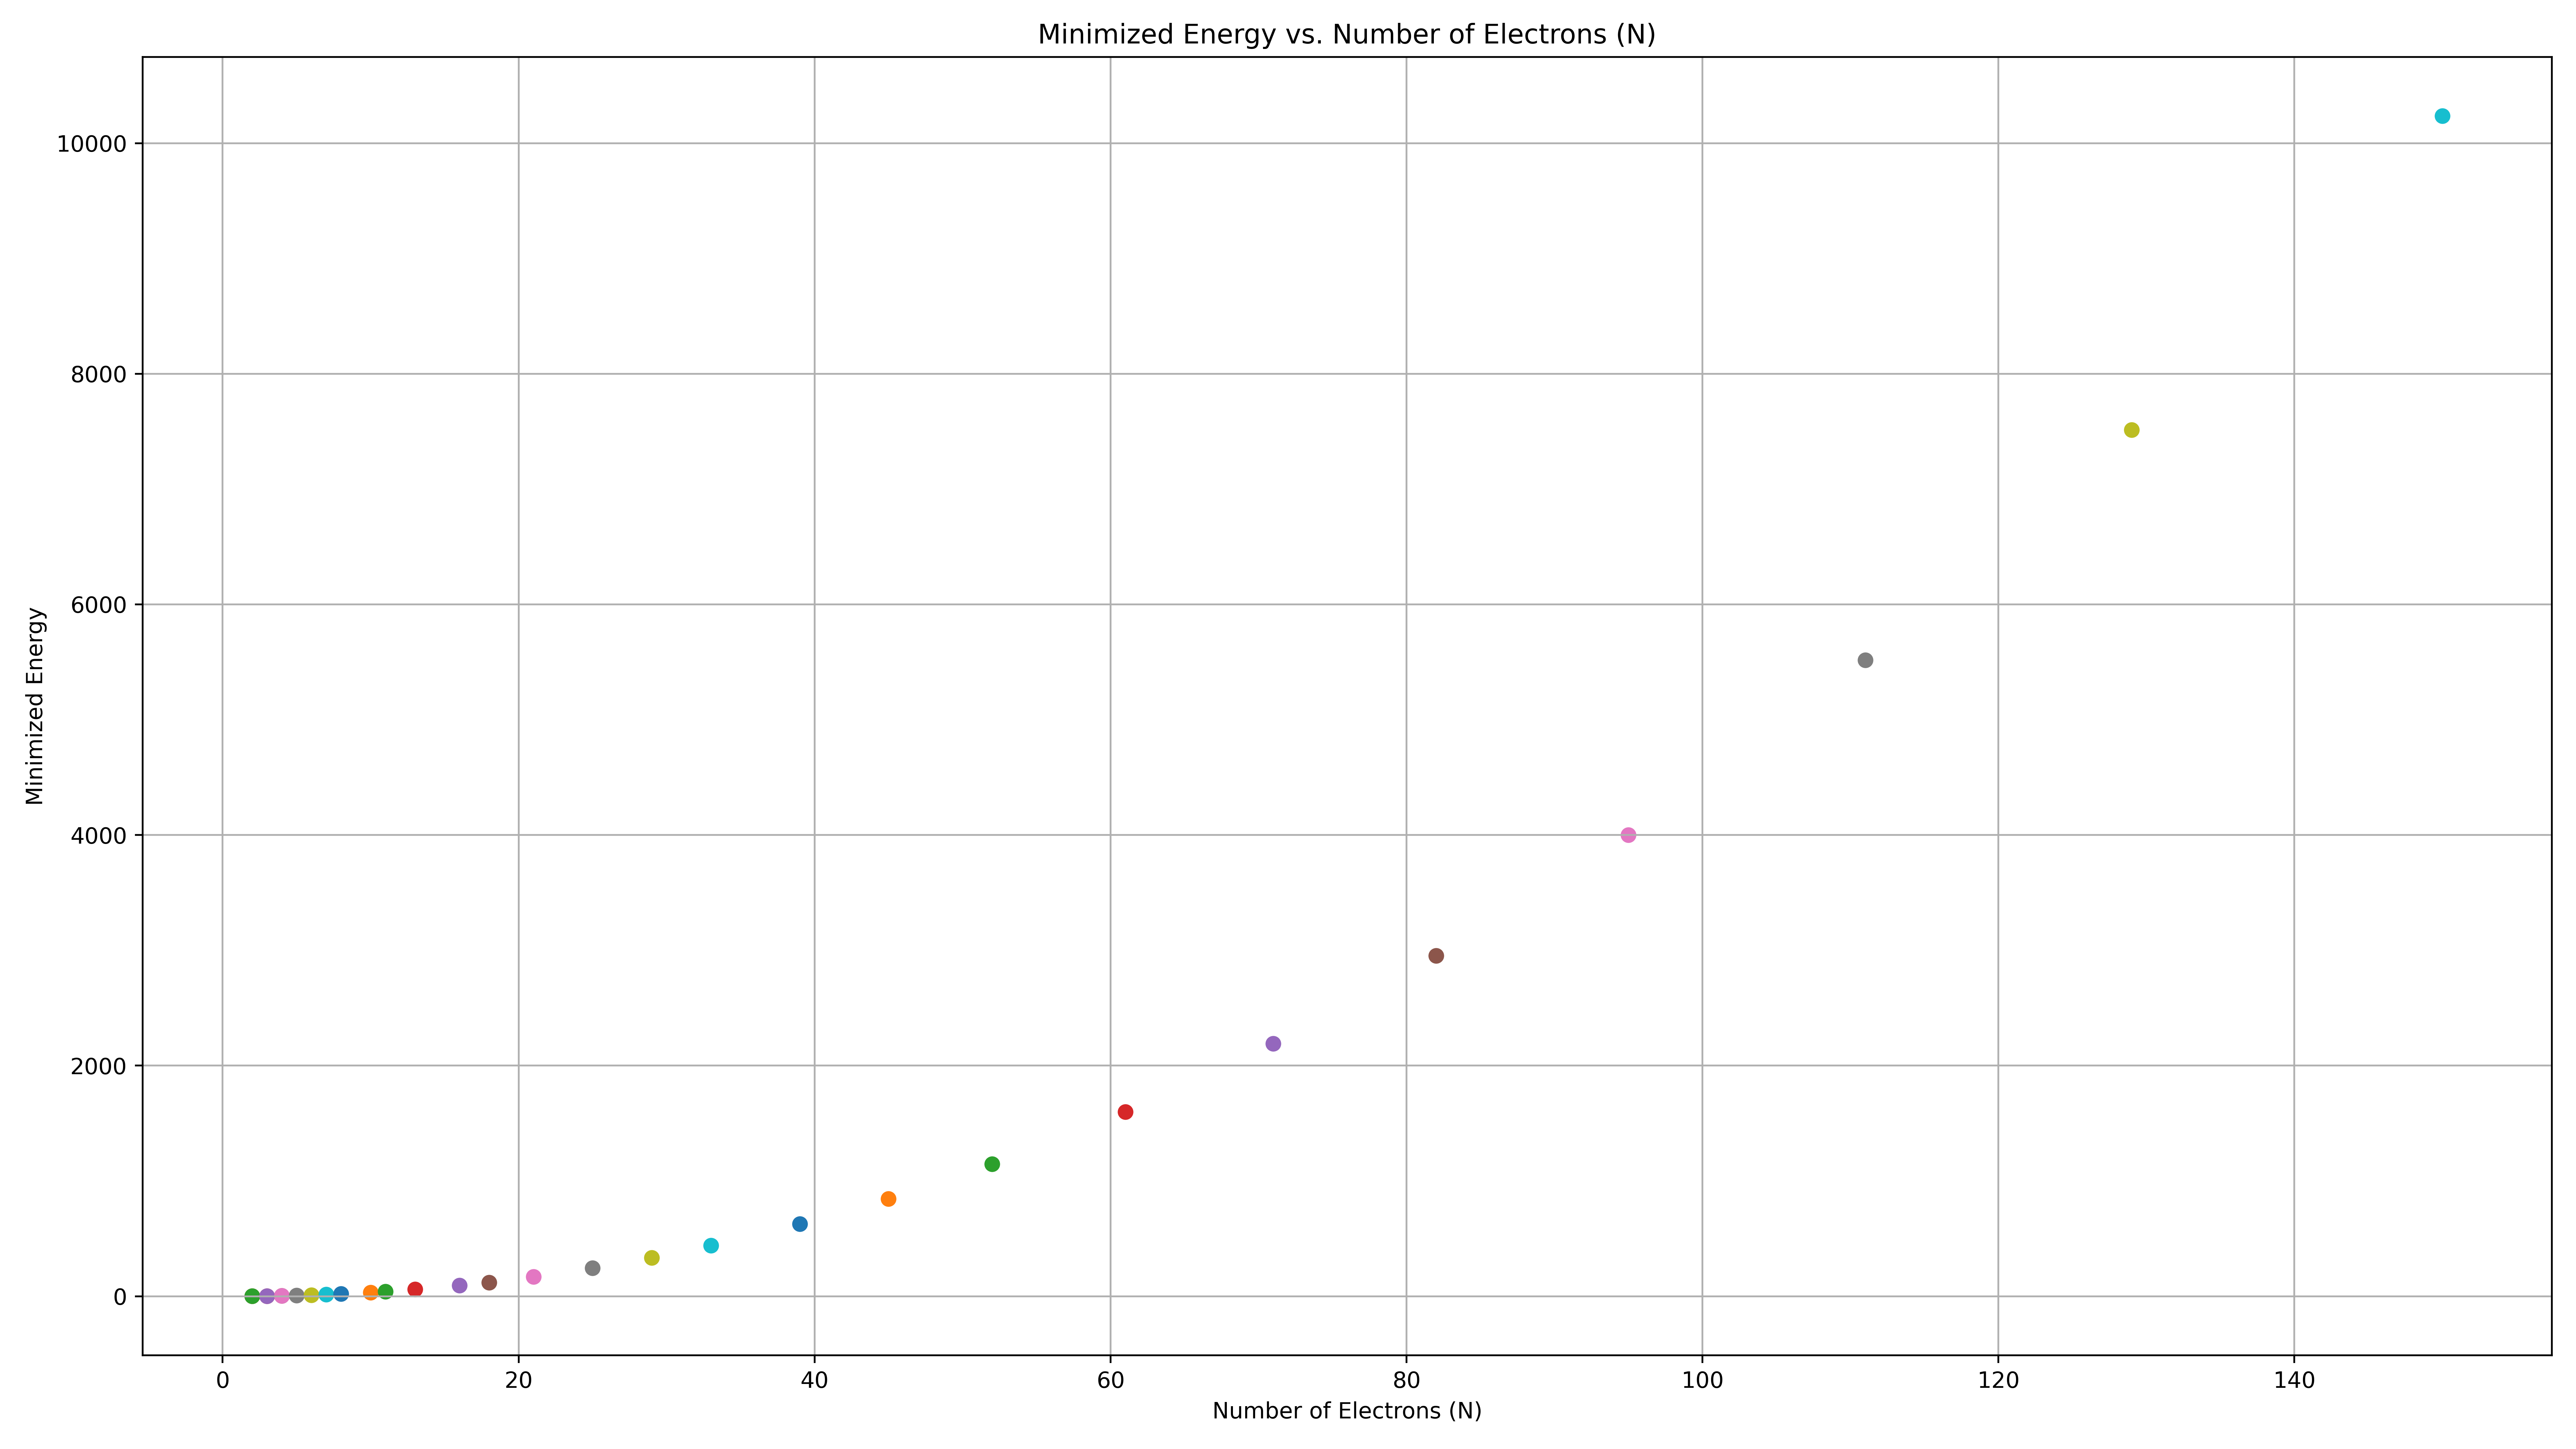 Minimized Energy vs. Number of Electrons (N)
Minimized Energy
10000
8000
6000
4000
2000
0
0 20 40 60 80 100 120 140
Number of Electrons (N)